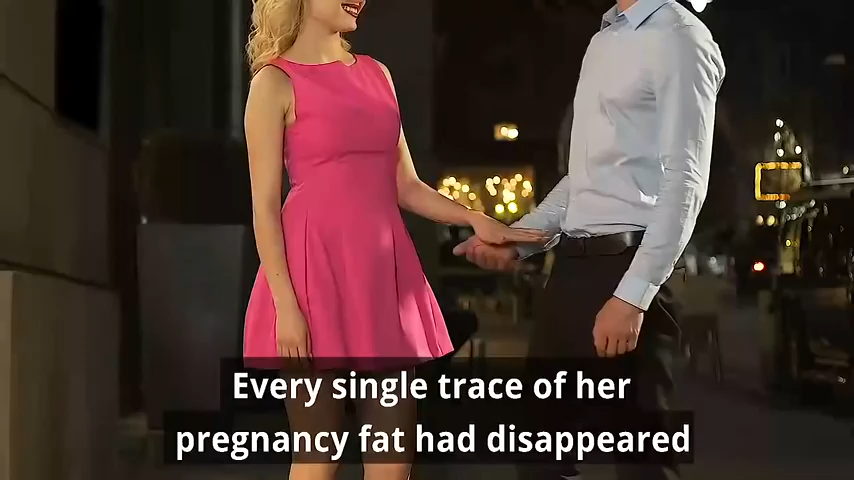 Every single trace of her
pregnancy fat had disappeared